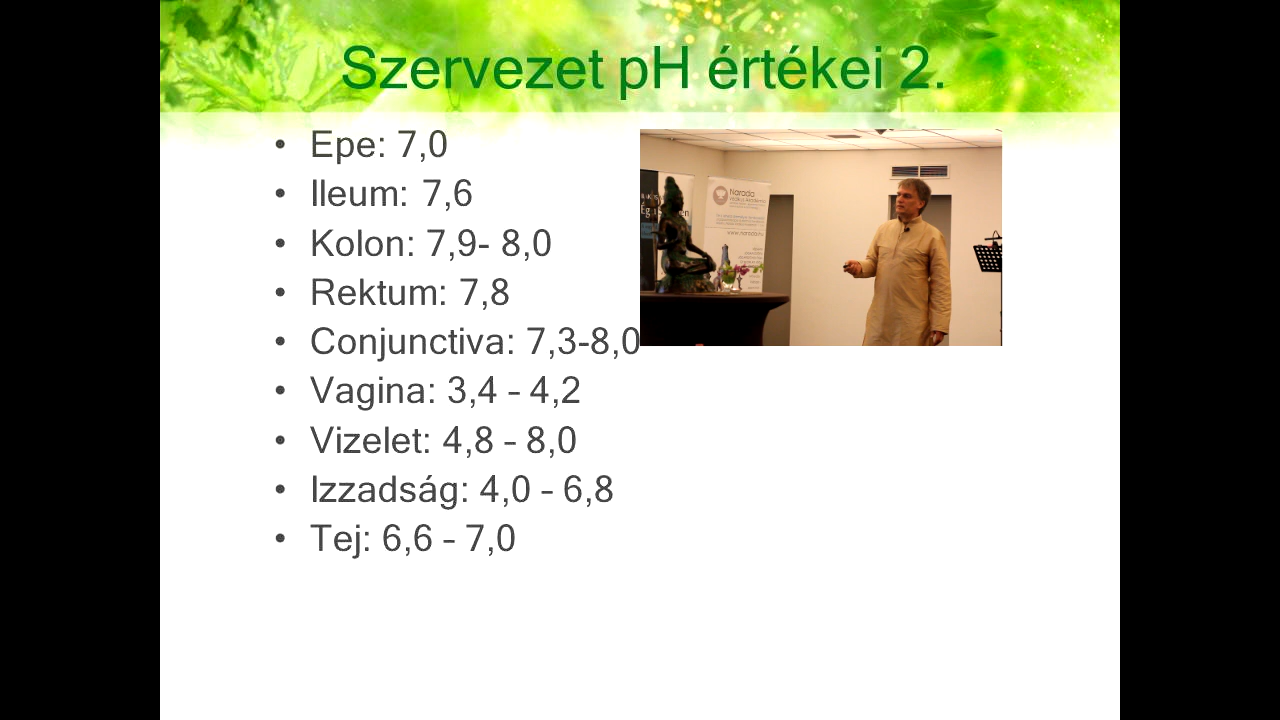 Szervezet pH értékei 2.
• Epe: 7,0
• Ileum: 7,6
• Kolon: 7,9- 8,0
• Rektum: 7,8
• Conjunctiva: 7,3-8,0
• Vagina: 3,4 – 4,2
• Vizelet: 4,8 – 8,0
• Izzadság: 4,0 – 6,8
• Tej: 6,6 – 7,0
Narada